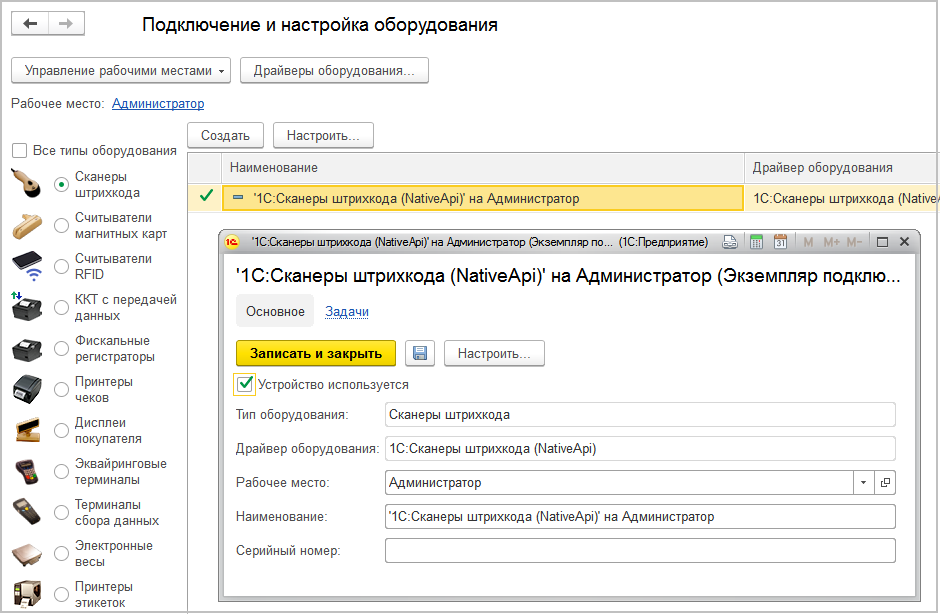 Подключение и настройка оборудования
Управление рабочими местами
Драйверы оборудования...
Рабочее место: Администратор
Создать
Настроить...
Все типы оборудования
Наименование
Драйвер оборудования
Сканеры
штрихкода
'1С:Сканеры штрихкода (NativeApi)' на Администратор
1С:Сканеры штрихкода (Native
Считыватели
магнитных карт
Считыватели
RFID
ККТ с передачей
данных
Фискальные
регистраторы
Принтеры
чеков
Дисплеи
покупателя
Эквайринговые
терминалы
Терминалы
сбора данных
Электронные
весы
Принтеры
этикеток
1С
'1С:Сканеры штрихкода (NativeApi)' на Администратор (Экземпляр по... (1С:Предприятие)
31
M M+ M-
'1С:Сканеры штрихкода (NativeApi)' на Администратор (Экземпляр подклю...
Основное
Задачи
Записать и закрыть
Настроить...
Устройство используется
Тип оборудования: Сканеры штрихкода
Драйвер оборудования: 1С:Сканеры штрихкода (NativeApi)
Рабочее место: Администратор
Наименование: '1С:Сканеры штрихкода (NativeApi)' на Администратор
Серийный номер: